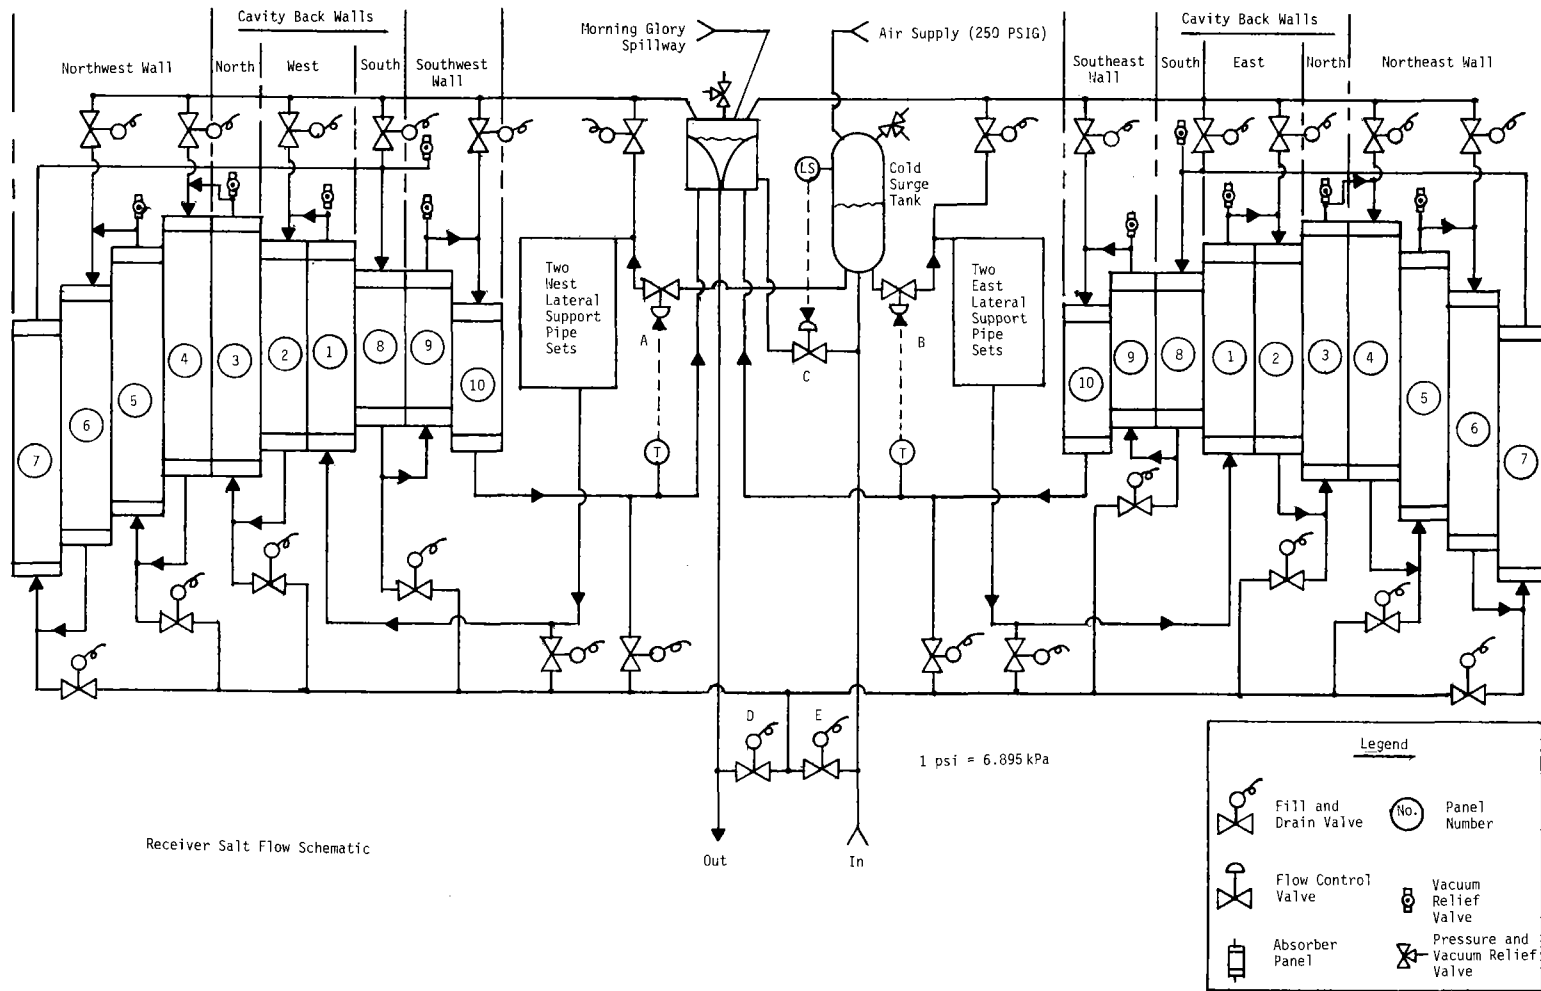 Cavity Back Walls
Northwest Wall
North
West
South
Southwest
Wall
Morning Glory
Spillway
Air Supply (250 PSIG)
Cavity Back Walls
Southeast
Wall
South
East
North
Northeast Wall
LS
Cold
Surge
Tank
Two
West
Lateral
Support
Pipe
Sets
Two
East
Lateral
Support
Pipe
Sets
A
B
C
T
T
7
6
5
4
3
2
1
8
9
10
10
9
8
1
2
3
4
5
6
7
D
E
1 psi = 6.895 kPa
Receiver Salt Flow Schematic
Out
In
Legend
Fill and
Drain Valve
No.
Panel
Number
Flow Control
Valve
Vacuum
Relief
Valve
Absorber
Panel
Pressure and
Vacuum Relief
Valve